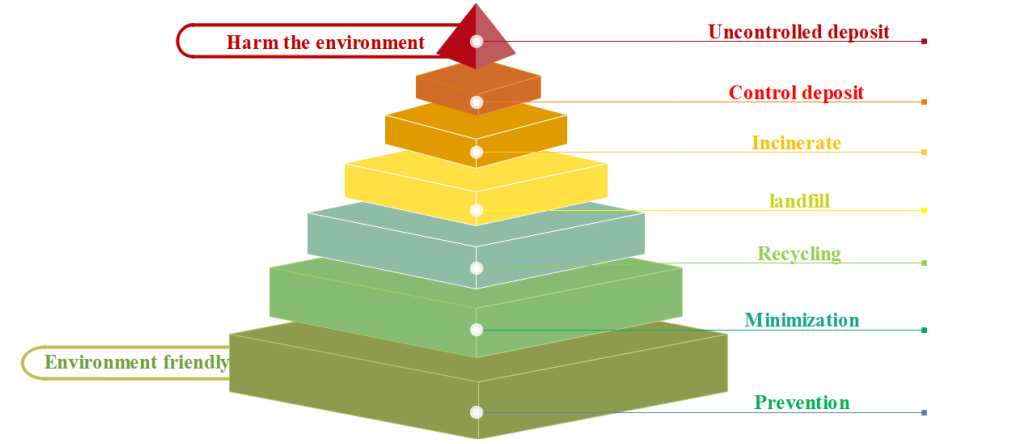 Harm the environment
Uncontrolled deposit
Control deposit
Incinerate
landfill
Recycling
Minimization
Environment friendly
Prevention